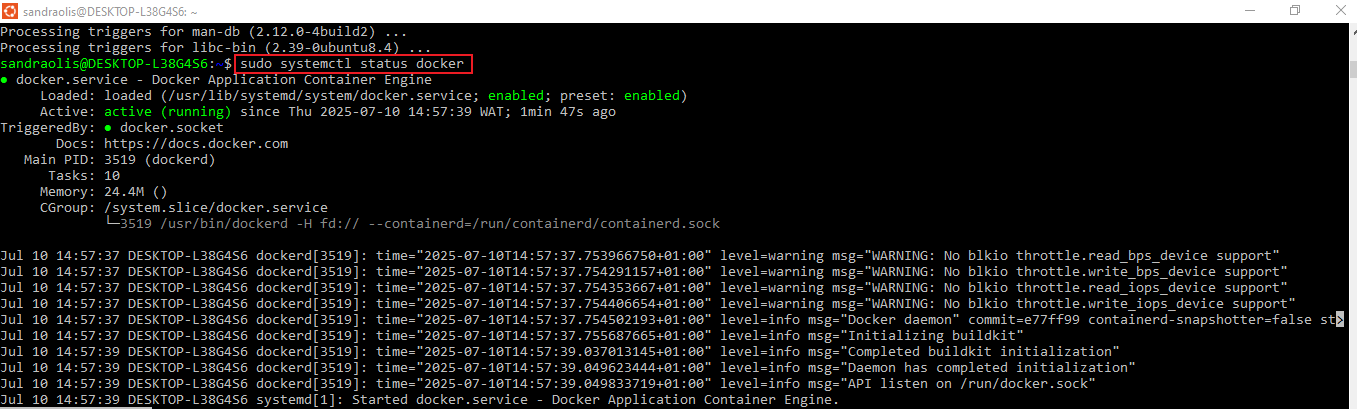 sandraolis@DESKTOP-L38G4S6: ~
Processing triggers for man-db (2.12.0-4build2) ...
Processing triggers for libc-bin (2.39-0ubuntu8.4) ...
sandraolis@DESKTOP-L38G4S6:~$ sudo systemctl status docker
● docker.service - Docker Application Container Engine
     Loaded: loaded (/usr/lib/systemd/system/docker.service; enabled; preset: enabled)
     Active: active (running) since Thu 2025-07-10 14:57:39 WAT; 1min 47s ago
TriggeredBy: ● docker.socket
       Docs: https://docs.docker.com
   Main PID: 3519 (dockerd)
      Tasks: 10
     Memory: 24.4M ()
     CGroup: /system.slice/docker.service
             └─3519 /usr/bin/dockerd -H fd:// --containerd=/run/containerd/containerd.sock
Jul 10 14:57:37 DESKTOP-L38G4S6 dockerd[3519]: time="2025-07-10T14:57:37.753966750+01:00" level=warning msg="WARNING: No blkio throttle.read_bps_device support"
Jul 10 14:57:37 DESKTOP-L38G4S6 dockerd[3519]: time="2025-07-10T14:57:37.754291157+01:00" level=warning msg="WARNING: No blkio throttle.write_bps_device support"
Jul 10 14:57:37 DESKTOP-L38G4S6 dockerd[3519]: time="2025-07-10T14:57:37.754353667+01:00" level=warning msg="WARNING: No blkio throttle.read_iops_device support"
Jul 10 14:57:37 DESKTOP-L38G4S6 dockerd[3519]: time="2025-07-10T14:57:37.754406654+01:00" level=warning msg="WARNING: No blkio throttle.write_iops_device support"
Jul 10 14:57:37 DESKTOP-L38G4S6 dockerd[3519]: time="2025-07-10T14:57:37.754502193+01:00" level=info msg="Docker daemon" commit=e77ff99 containerd-snapshotter=false st>
Jul 10 14:57:37 DESKTOP-L38G4S6 dockerd[3519]: time="2025-07-10T14:57:37.755687665+01:00" level=info msg="Initializing buildkit"
Jul 10 14:57:39 DESKTOP-L38G4S6 dockerd[3519]: time="2025-07-10T14:57:39.037013145+01:00" level=info msg="Completed buildkit initialization"
Jul 10 14:57:39 DESKTOP-L38G4S6 dockerd[3519]: time="2025-07-10T14:57:39.049623444+01:00" level=info msg="Daemon has completed initialization"
Jul 10 14:57:39 DESKTOP-L38G4S6 dockerd[3519]: time="2025-07-10T14:57:39.049833719+01:00" level=info msg="API listen on /run/docker.sock"
Jul 10 14:57:39 DESKTOP-L38G4S6 systemd[1]: Started docker.service - Docker Application Container Engine.